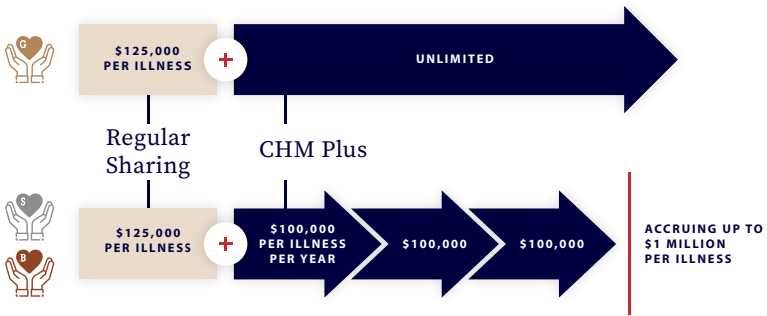 G
$125,000
PER ILLNESS
+
UNLIMITED
Regular
Sharing
CHM Plus
S
B
$125,000
PER ILLNESS
+
$100,000
PER ILLNESS
PER YEAR
$100,000
$100,000
ACCRUING UP TO
$1 MILLION
PER ILLNESS